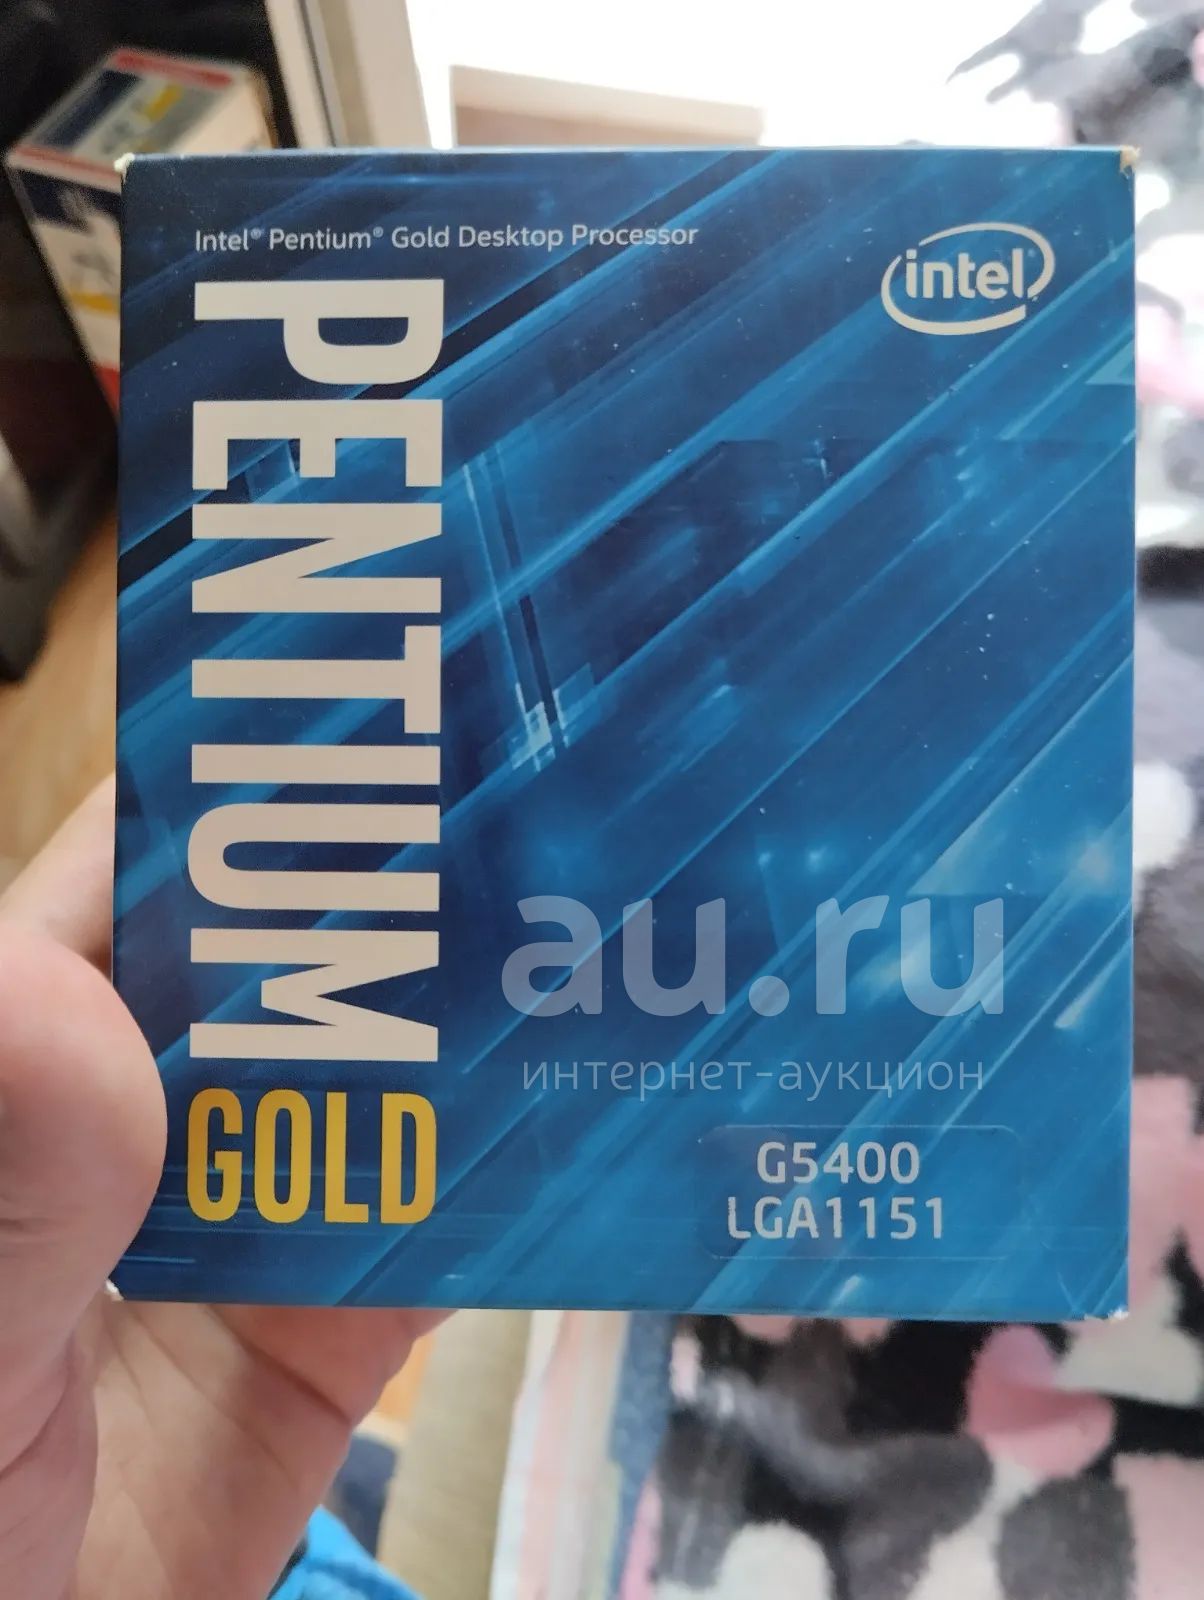 Intel® Pentium® Gold Desktop Processor
intel
PENTIUM
GOLD
au.ru
интернет-аукцион
G5400
LGA1151